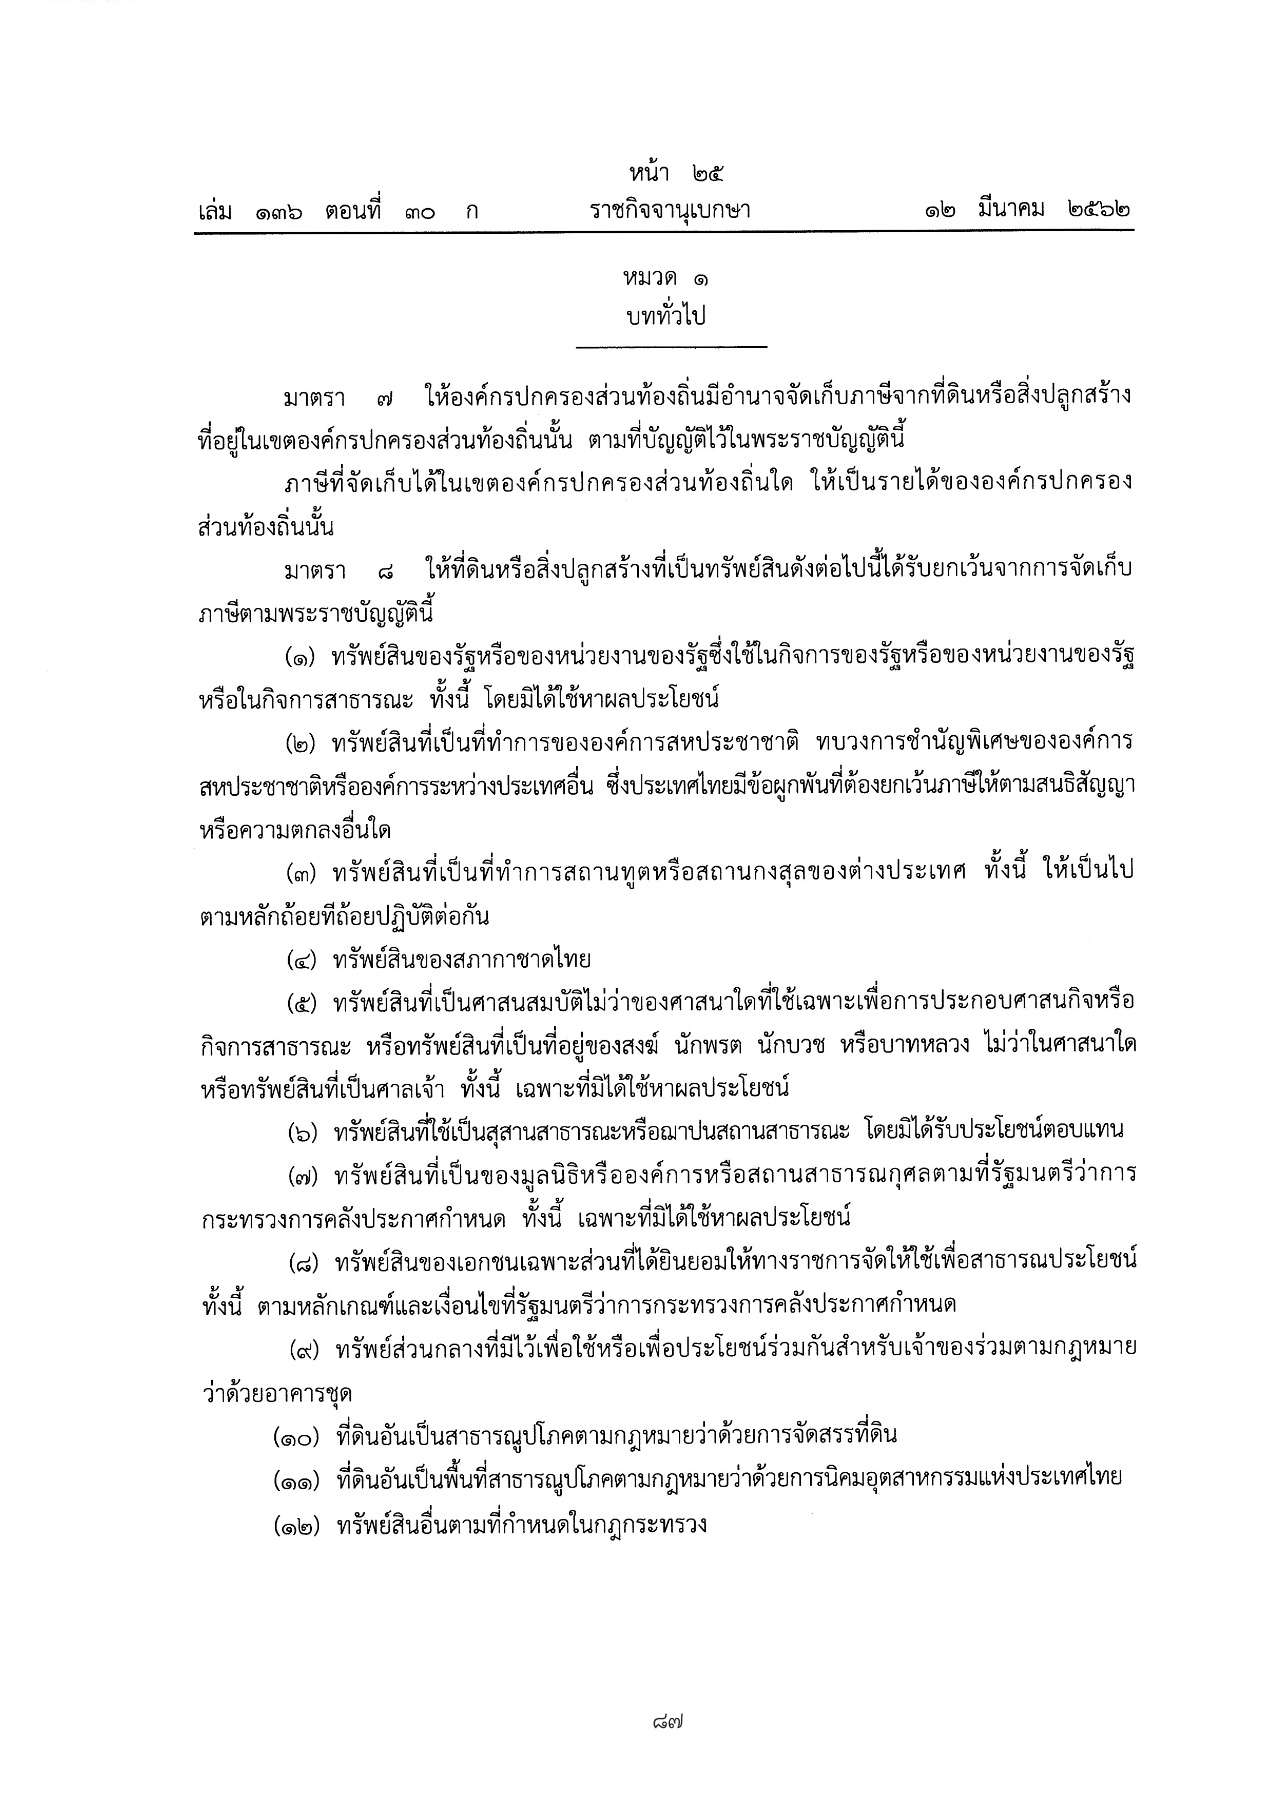 หน้า ๒๕
เล่ม ๑๓๖ ตอนที่ ๓๐ ก ราชกิจจานุเบกษา ๑๒ มีนาคม ๒๕๖๒
หมวด ๑
บททั่วไป
มาตรา ๗ ให้องค์กรปกครองส่วนท้องถิ่นมีอำนาจจัดเก็บภาษีจากที่ดินหรือสิ่งปลูกสร้าง
ที่อยู่ในเขตองค์กรปกครองส่วนท้องถิ่นนั้น ตามที่บัญญัติไว้ในพระราชบัญญัตินี้
ภาษีที่จัดเก็บได้ในเขตองค์กรปกครองส่วนท้องถิ่นใด ให้เป็นรายได้ขององค์กรปกครอง
ส่วนท้องถิ่นนั้น
มาตรา ๘ ให้ที่ดินหรือสิ่งปลูกสร้างที่เป็นทรัพย์สินดังต่อไปนี้ได้รับยกเว้นจากการจัดเก็บ
ภาษีตามพระราชบัญญัตินี้
(๑) ทรัพย์สินของรัฐหรือของหน่วยงานของรัฐซึ่งใช้ในกิจการของรัฐหรือของหน่วยงานของรัฐ
หรือในกิจการสาธารณะ ทั้งนี้ โดยมิได้ใช้หาผลประโยชน์
(๒) ทรัพย์สินที่เป็นที่ทำการขององค์การสหประชาชาติ ทบวงการชำนัญพิเศษขององค์การ
สหประชาชาติหรือองค์การระหว่างประเทศอื่น ซึ่งประเทศไทยมีข้อผูกพันที่ต้องยกเว้นภาษีให้ตามสนธิสัญญา
หรือความตกลงอื่นใด
(๓) ทรัพย์สินที่เป็นที่ทำการสถานทูตหรือสถานกงสุลของต่างประเทศ ทั้งนี้ ให้เป็นไป
ตามหลักถ้อยทีถ้อยปฏิบัติต่อกัน
(๔) ทรัพย์สินของสภากาชาดไทย
(๕) ทรัพย์สินที่เป็นศาสนสมบัติไม่ว่าของศาสนาใดที่ใช้เฉพาะเพื่อการประกอบศาสนกิจหรือ
กิจการสาธารณะ หรือทรัพย์สินที่เป็นที่อยู่ของสงฆ์ นักพรต นักบวช หรือบาทหลวง ไม่ว่าในศาสนาใด
หรือทรัพย์สินที่เป็นศาลเจ้า ทั้งนี้ เฉพาะที่มิได้ใช้หาผลประโยชน์
(๖) ทรัพย์สินที่ใช้เป็นสุสานสาธารณะหรือฌาปนสถานสาธารณะ โดยมิได้รับประโยชน์ตอบแทน
(๗) ทรัพย์สินที่เป็นของมูลนิธิหรือองค์การหรือสถานสาธารณกุศลตามที่รัฐมนตรีว่าการ
กระทรวงการคลังประกาศกำหนด ทั้งนี้ เฉพาะที่มิได้ใช้หาผลประโยชน์
(๘) ทรัพย์สินของเอกชนเฉพาะส่วนที่ได้ยินยอมให้ทางราชการจัดให้ใช้เพื่อสาธารณประโยชน์
ทั้งนี้ ตามหลักเกณฑ์และเงื่อนไขที่รัฐมนตรีว่าการกระทรวงการคลังประกาศกำหนด
(๙) ทรัพย์ส่วนกลางที่มีไว้เพื่อใช้หรือเพื่อประโยชน์ร่วมกันสำหรับเจ้าของร่วมตามกฎหมาย
ว่าด้วยอาคารชุด
(๑๐) ที่ดินอันเป็นสาธารณูปโภคตามกฎหมายว่าด้วยการจัดสรรที่ดิน
(๑๑) ที่ดินอันเป็นพื้นที่สาธารณูปโภคตามกฎหมายว่าด้วยการนิคมอุตสาหกรรมแห่งประเทศไทย
(๑๒) ทรัพย์สินอื่นตามที่กำหนดในกฎกระทรวง
๘๗